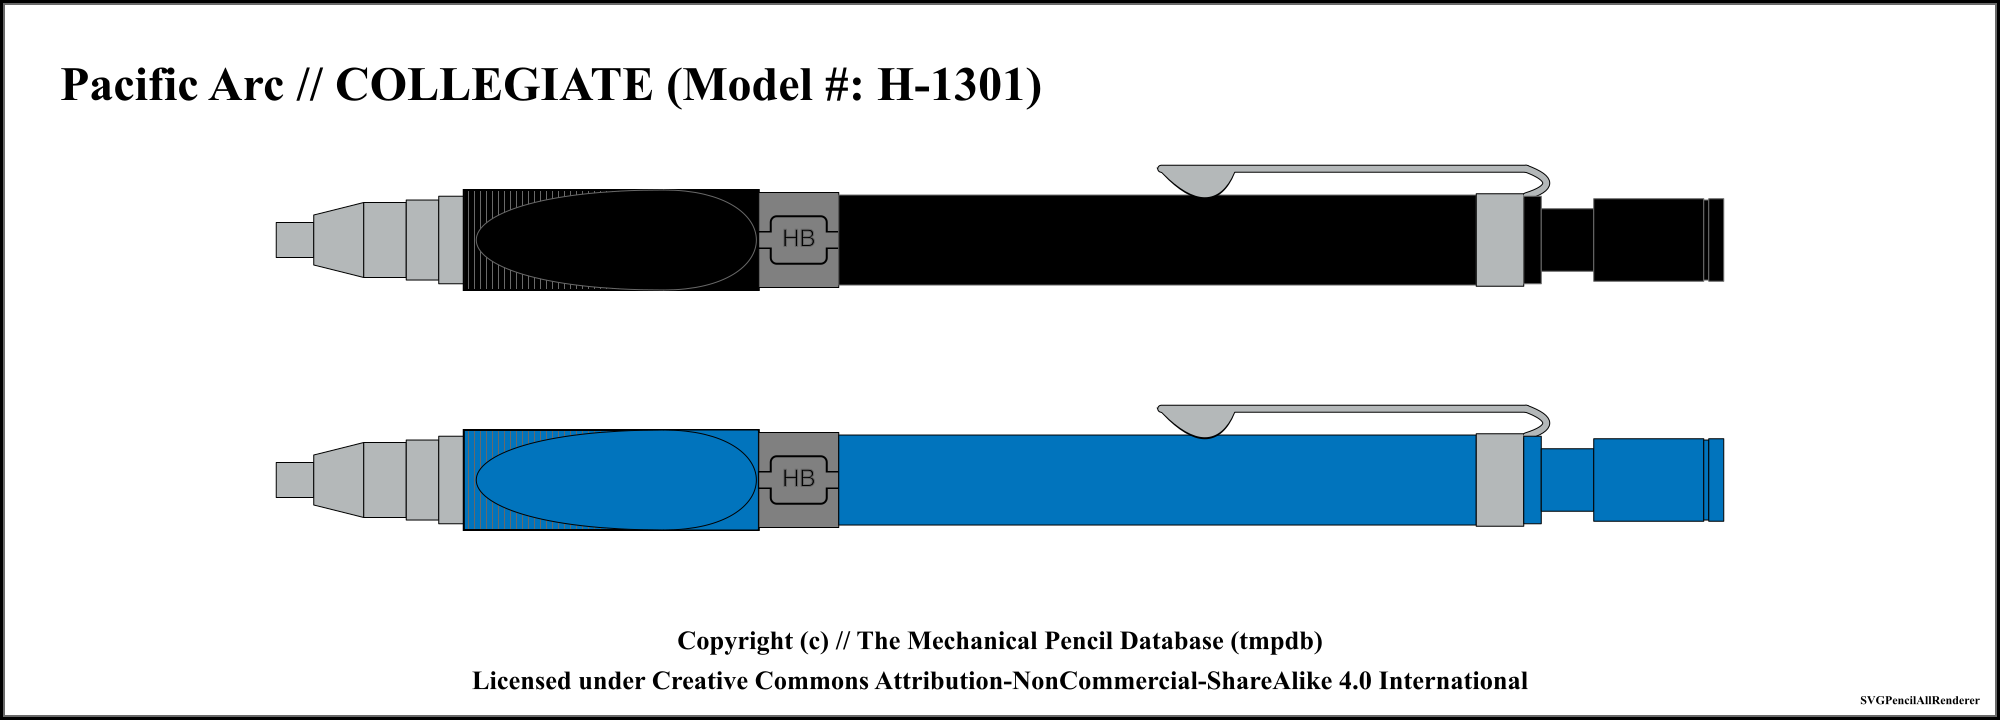 Pacific Arc // COLLEGIATE (Model #: H-1301)
HB
HB
Copyright (c) // The Mechanical Pencil Database (tmpdb)
Licensed under Creative Commons Attribution-NonCommercial-ShareAlike 4.0 International
SVGPencilAllRenderer